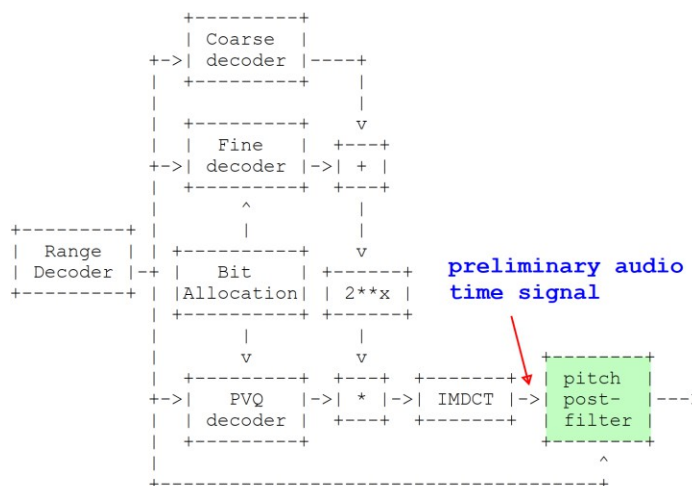 Coarse
decoder
Fine
decoder
+
Range
Decoder
Bit
Allocation
2**x
preliminary audio
time signal
PVQ
decoder
*
IMDCT
pitch
post-
filter